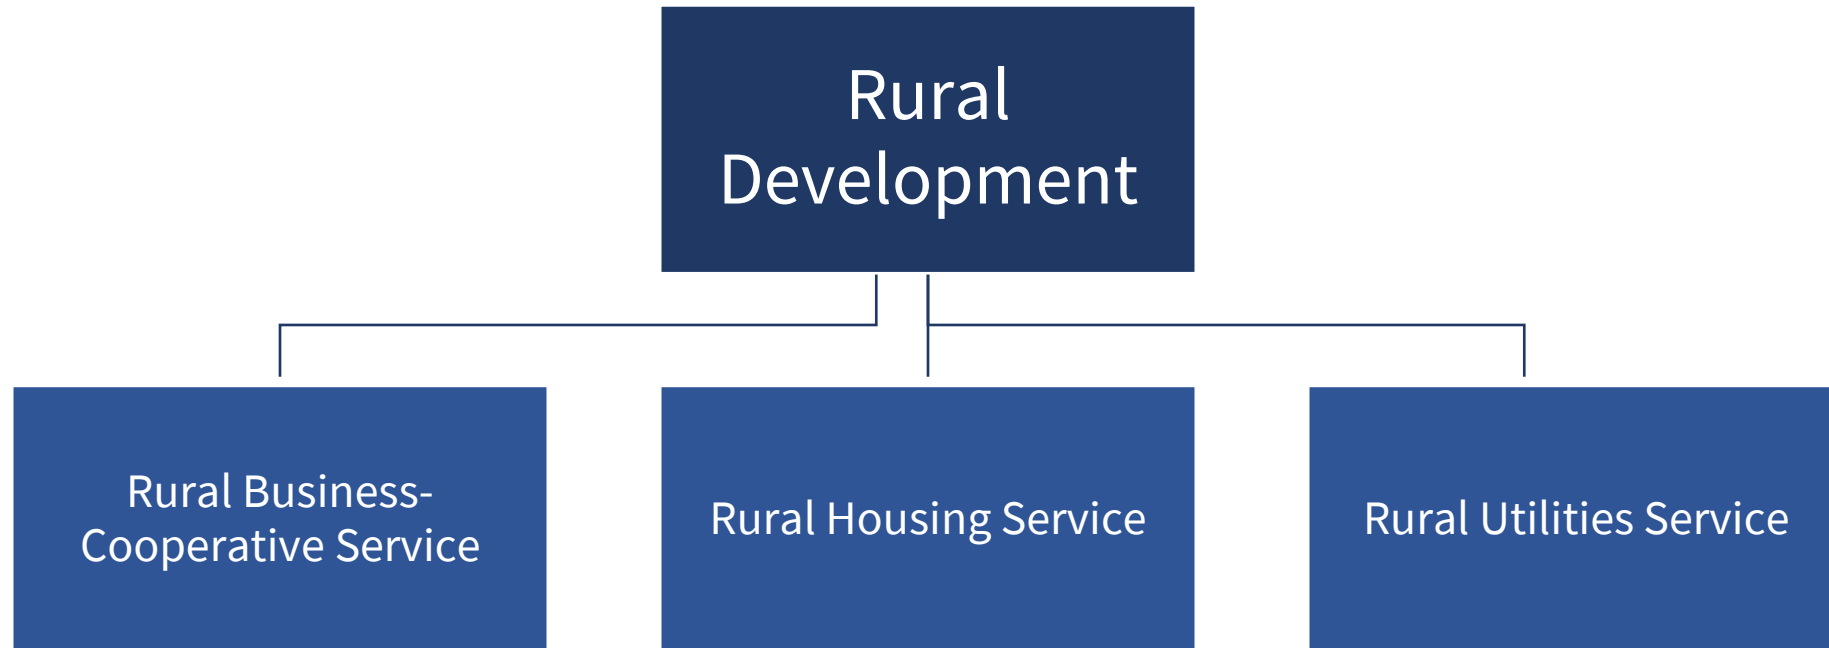 Rural
Development
Rural Business-
Cooperative Service
Rural Housing Service
Rural Utilities Service